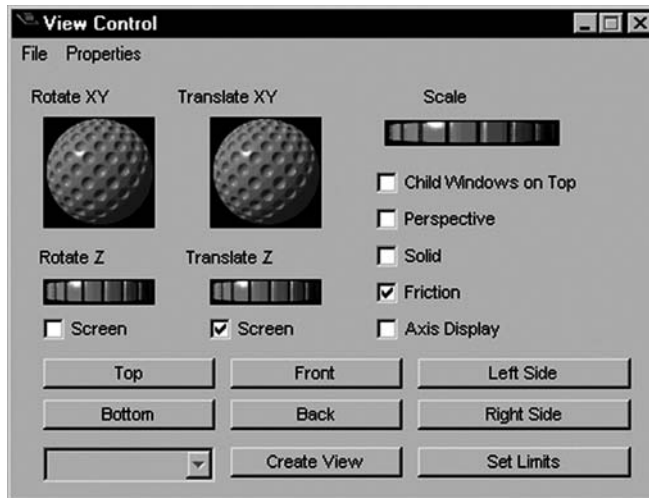 View Control
File Properties
Rotate XY Translate XY Scale
Child Windows on Top
Perspective
Rotate Z Translate Z Solid
Friction
Screen Screen Axis Display
Top Front Left Side
Bottom Back Right Side
Create View Set Limits